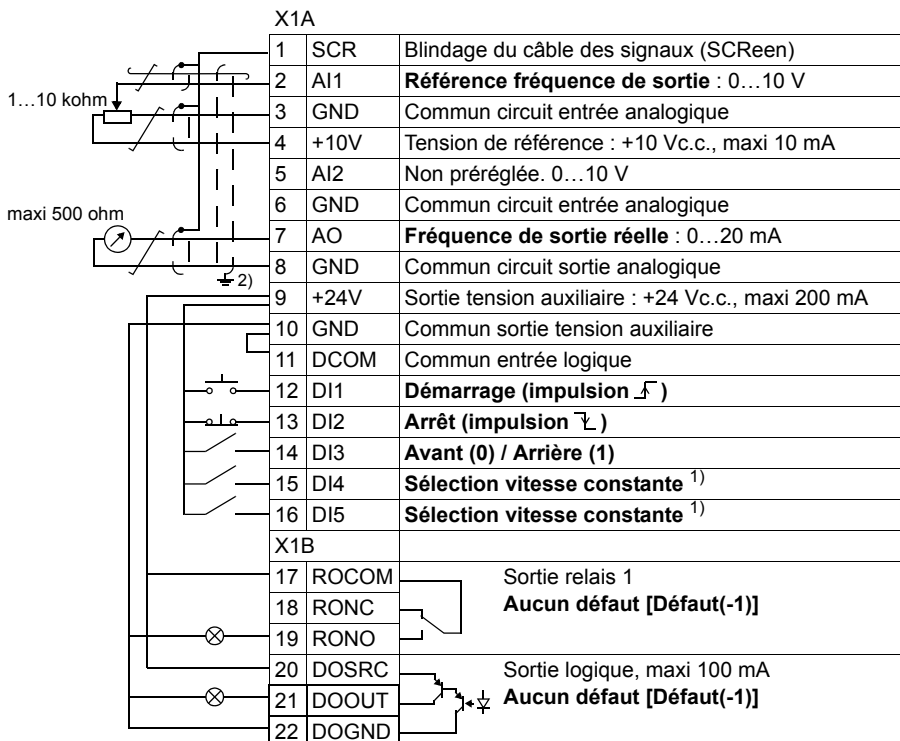 X1A
1 SCR Blindage du câble des signaux (SCReen)
2 AI1 Référence fréquence de sortie : 0…10 V
1…10 kohm
3 GND Commun circuit entrée analogique
4 +10V Tension de référence : +10 Vc.c., maxi 10 mA
5 AI2 Non préréglée. 0…10 V
6 GND Commun circuit entrée analogique
maxi 500 ohm
7 AO Fréquence de sortie réelle : 0…20 mA
8 GND Commun circuit sortie analogique
2)
9 +24V Sortie tension auxiliaire : +24 Vc.c., maxi 200 mA
10 GND Commun sortie tension auxiliaire
11 DCOM Commun entrée logique
12 DI1 Démarrage (impulsion )
13 DI2 Arrêt (impulsion )
14 DI3 Avant (0) / Arrière (1)
15 DI4 Sélection vitesse constante 1)
16 DI5 Sélection vitesse constante 1)
X1B
17 ROCOM Sortie relais 1
18 RONC Aucun défaut [Défaut(-1)]
19 RONO
20 DOSRC Sortie logique, maxi 100 mA
21 DOOUT Aucun défaut [Défaut(-1)]
22 DOGND